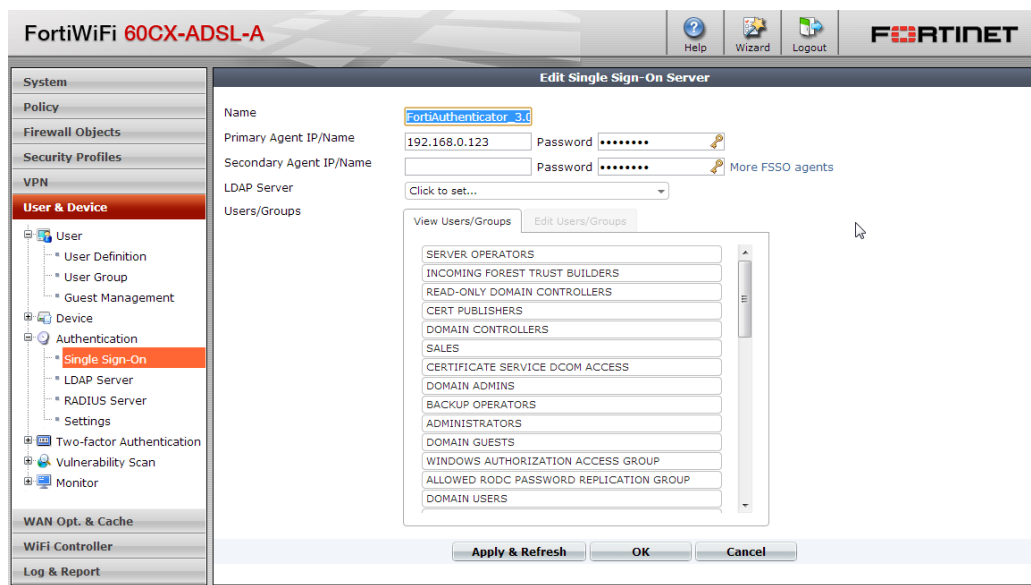 FortiWiFi 60CX-ADSL-A
Help
Wizard
Logout
FORTINET
System
Policy
Firewall Objects
Security Profiles
VPN
User & Device
User
User Definition
User Group
Guest Management
Device
Authentication
Single Sign-On
LDAP Server
RADIUS Server
Settings
Two-factor Authentication
Vulnerability Scan
Monitor
WAN Opt. & Cache
WiFi Controller
Log & Report
Edit Single Sign-On Server
Name FortiAuthenticator_3.0
Primary Agent IP/Name 192.168.0.123 Password ••••••••
Secondary Agent IP/Name Password •••••••• More FSSO agents
LDAP Server Click to set...
Users/Groups
View Users/Groups Edit Users/Groups
SERVER OPERATORS
INCOMING FOREST TRUST BUILDERS
READ-ONLY DOMAIN CONTROLLERS
CERT PUBLISHERS
DOMAIN CONTROLLERS
SALES
CERTIFICATE SERVICE DCOM ACCESS
DOMAIN ADMINS
BACKUP OPERATORS
ADMINISTRATORS
DOMAIN GUESTS
WINDOWS AUTHORIZATION ACCESS GROUP
ALLOWED RODC PASSWORD REPLICATION GROUP
DOMAIN USERS
Apply & Refresh OK Cancel